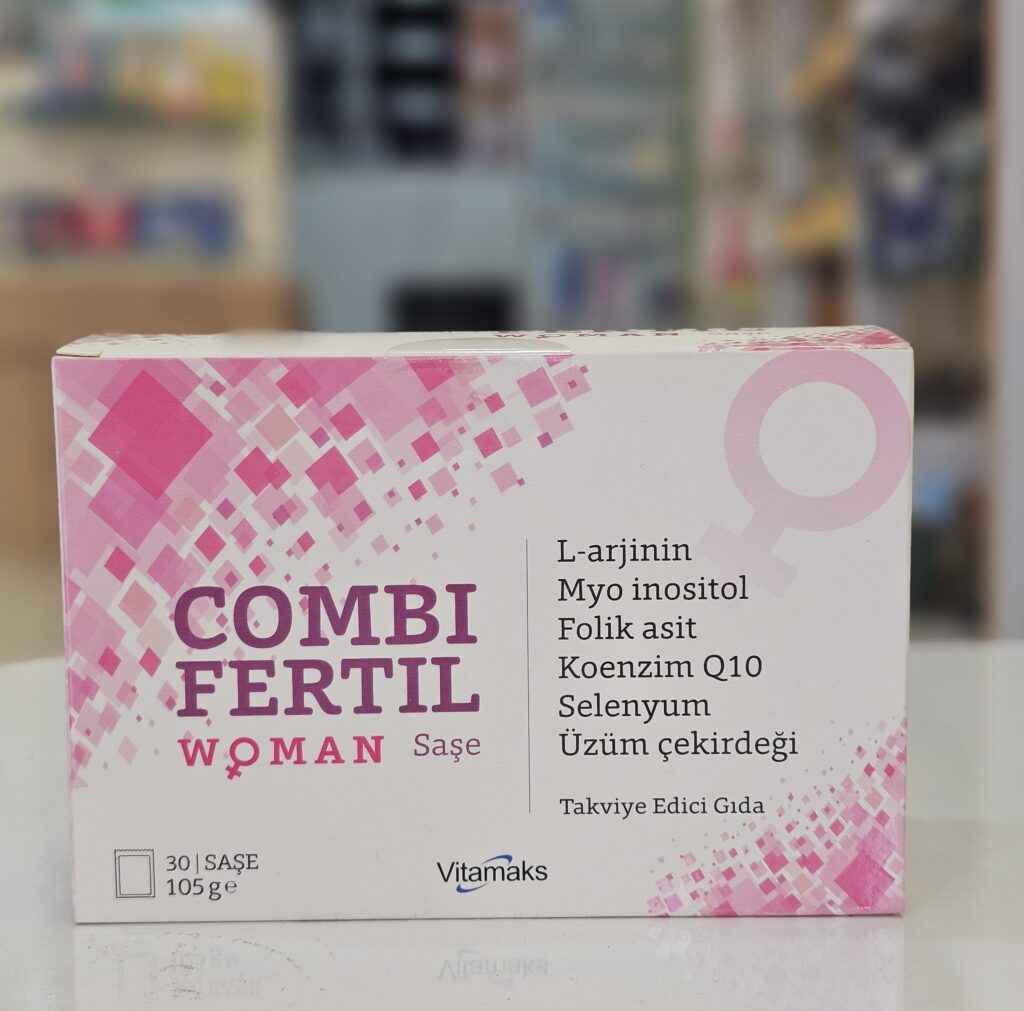 WOMAN
COMBI
FERTIL
WOMAN Saşe
L-arjinin
Myo inositol
Folik asit
Koenzim Q10
Selenyum
Üzüm çekirdeği
Takviye Edici Gıda
30 | SAŞE
105 g ℮
Vitamaks